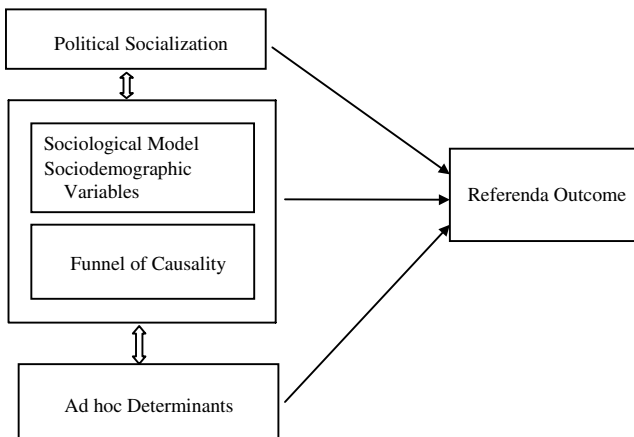 Political Socialization
Sociological Model
Sociodemographic
Variables
Referenda Outcome
Funnel of Causality
Ad hoc Determinants